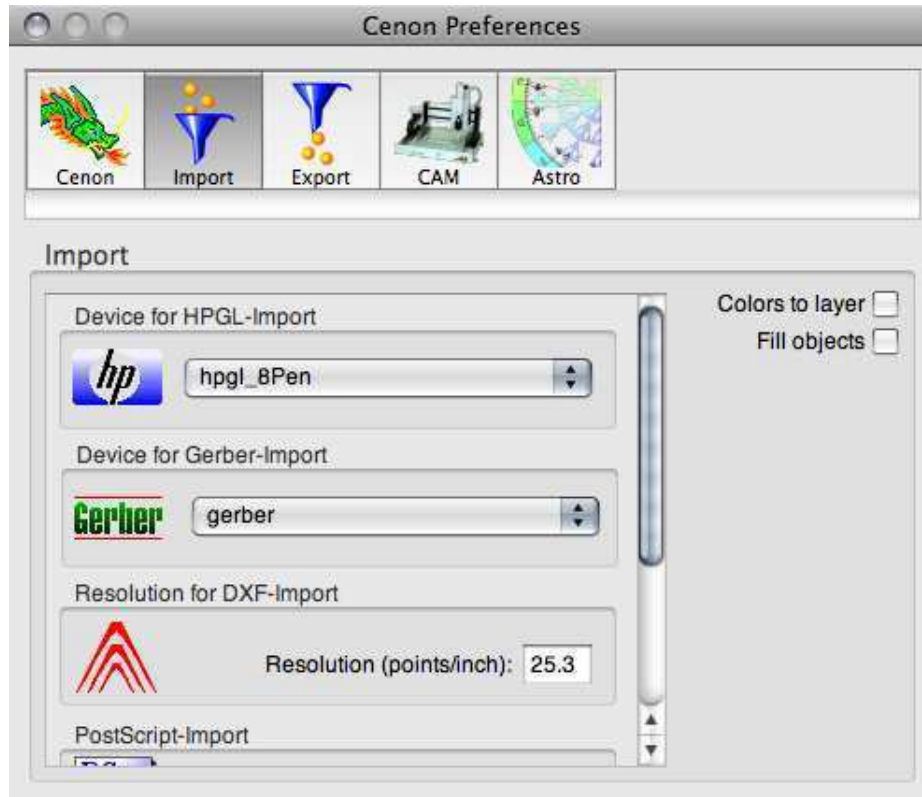 Cenon Preferences
Cenon Import Export CAM Astro
Import
Device for HPGL-Import
hp
hpgl_8Pen
Device for Gerber-Import
Gerber
gerber
Resolution for DXF-Import
Resolution (points/inch): 25.3
PostScript-Import
Colors to layer
Fill objects